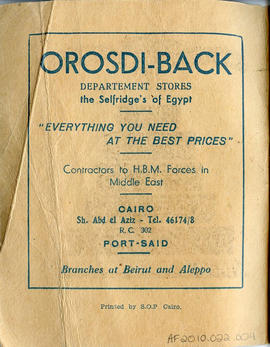 OROSDI-BACK
DEPARTEMENT STORES
the Selfridge's of Egypt
"EVERYTHING YOU NEED
AT THE BEST PRICES"
Contractors to H.B.M. Forces in
Middle East
CAIRO
Sh. Abd el Aziz - Tel. 46174/8
R.C. 302
PORT-SAID
Branches at Beirut and Aleppo
Printed by S.O.P Cairo.
AF2010.022.004